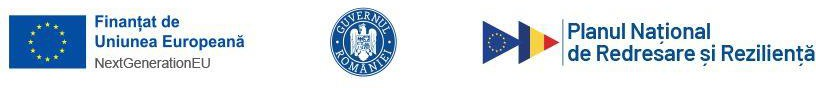 Finanțat de
Uniunea Europeană
NextGenerationEU
GUVERNUL
ROMÂNIEI
Planul Național
de Redresare și Reziliență